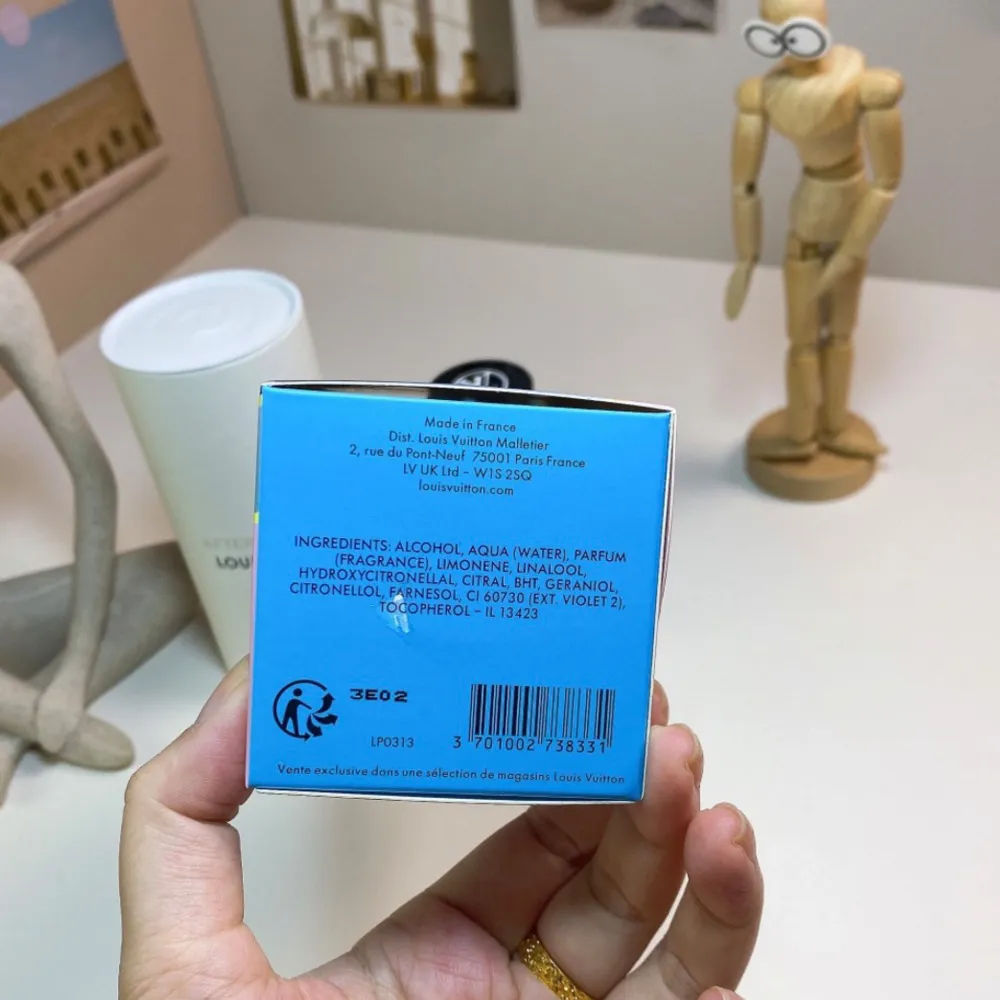 Made in France
Dist. Louis Vuitton Malletier
2, rue du Pont-Neuf 75001 Paris France
LV UK Ltd – W1S 2SQ
louisvuitton.com
INGREDIENTS: ALCOHOL, AQUA (WATER), PARFUM
(FRAGRANCE), LIMONENE, LINALOOL,
HYDROXYCITRONELLAL, CITRAL, BHT, GERANIOL,
CITRONELLOL, FARNESOL, CI 60730 (EXT. VIOLET 2),
TOCOPHEROL – IL 13423
3E02
LP0313
3 701002 738331
Vente exclusive dans une sélection de magasins Louis Vuitton
AFTER
LOU